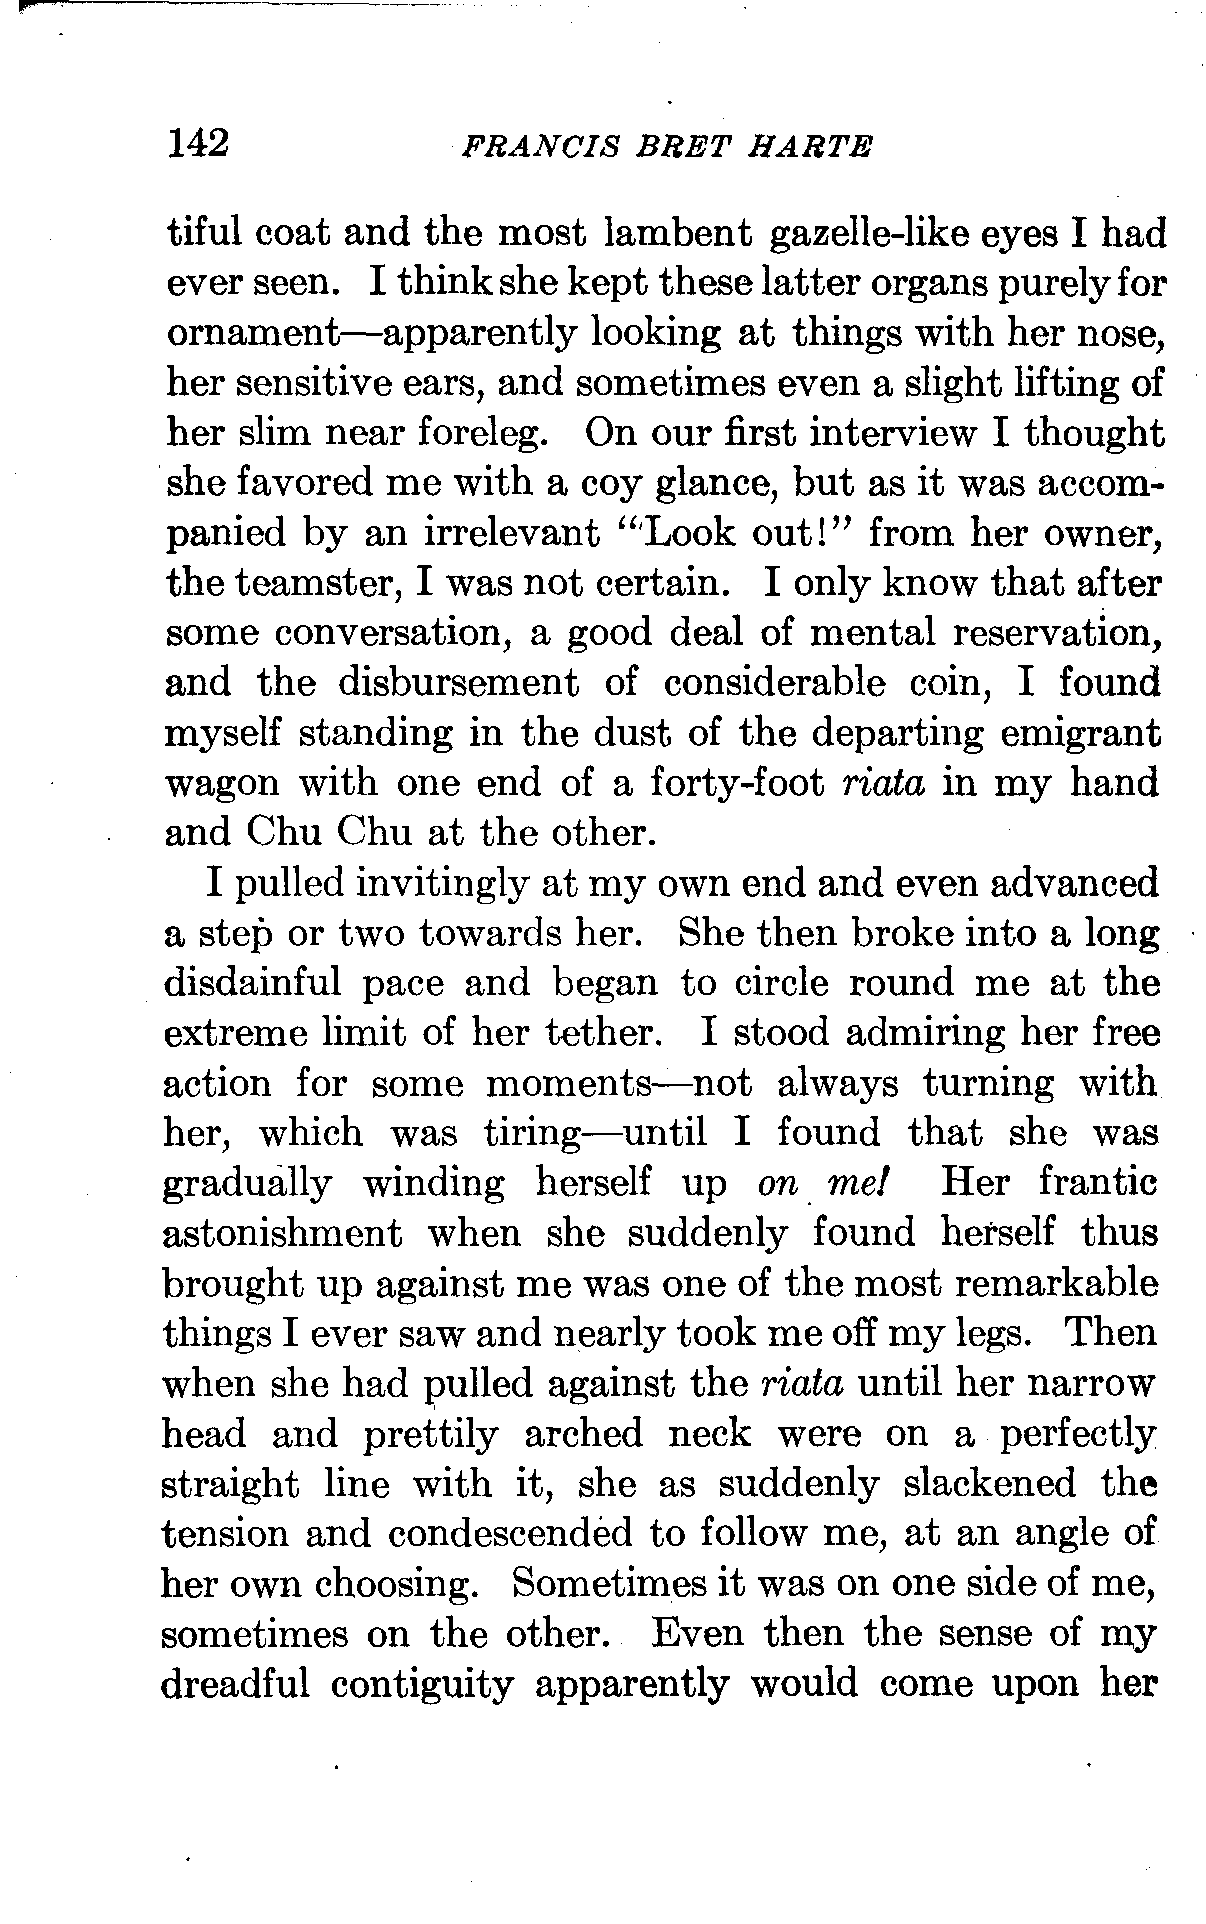 142 FRANCIS BRET HARTE
tiful coat and the most lambent gazelle-like eyes I had
ever seen. I think she kept these latter organs purely for
ornament—apparently looking at things with her nose,
her sensitive ears, and sometimes even a slight lifting of
her slim near foreleg. On our first interview I thought
she favored me with a coy glance, but as it was accom-
panied by an irrelevant "Look out!" from her owner,
the teamster, I was not certain. I only know that after
some conversation, a good deal of mental reservation,
and the disbursement of considerable coin, I found
myself standing in the dust of the departing emigrant
wagon with one end of a forty-foot riata in my hand
and Chu Chu at the other.
I pulled invitingly at my own end and even advanced
a step or two towards her. She then broke into a long
disdainful pace and began to circle round me at the
extreme limit of her tether. I stood admiring her free
action for some moments—not always turning with
her, which was tiring—until I found that she was
gradually winding herself up on me! Her frantic
astonishment when she suddenly found herself thus
brought up against me was one of the most remarkable
things I ever saw and nearly took me off my legs. Then
when she had pulled against the riata until her narrow
head and prettily arched neck were on a perfectly
straight line with it, she as suddenly slackened the
tension and condescended to follow me, at an angle of
her own choosing. Sometimes it was on one side of me,
sometimes on the other. Even then the sense of my
dreadful contiguity apparently would come upon her